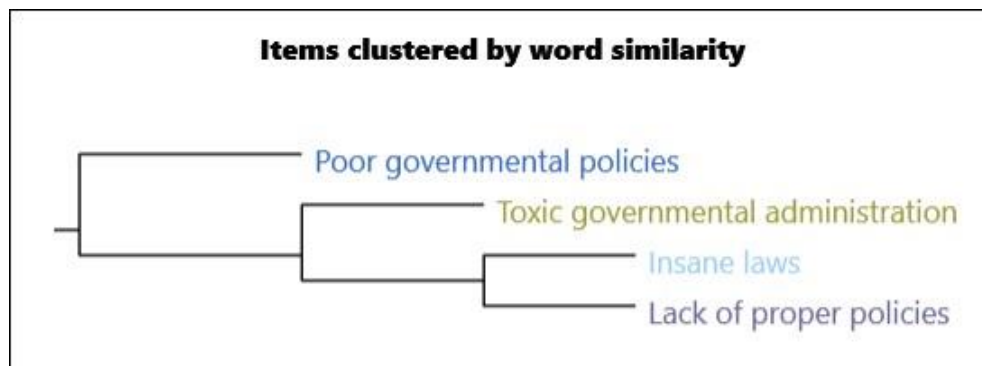 Items clustered by word similarity
Poor governmental policies
Toxic governmental administration
Insane laws
Lack of proper policies